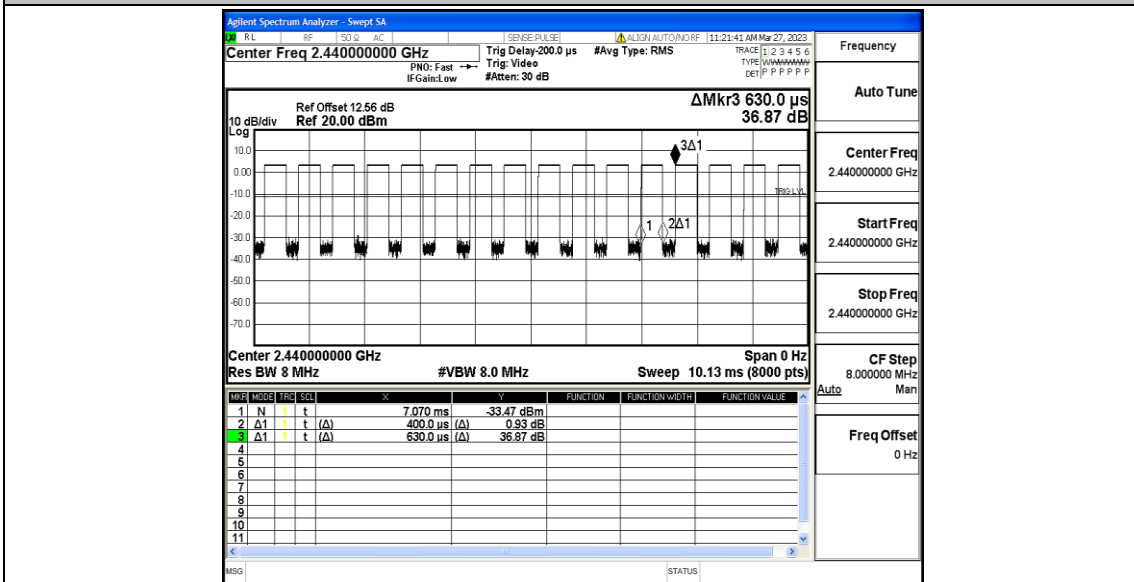 Agilent Spectrum Analyzer - Swept SA
LXI RL RF 50 Ω AC SENSE:PULSE ALIGN AUTO/NO RF 11:21:41 AM Mar 27, 2023
Center Freq 2.440000000 GHz
PNO: Fast
IFGain:Low
Trig Delay-200.0 µs
Trig: Video
#Atten: 30 dB
#Avg Type: RMS
TRACE 1 2 3 4 5 6
TYPE WWWWWW
DET P P P P P P
ΔMkr3 630.0 µs
36.87 dB
Ref Offset 12.56 dB
10 dB/div Ref 20.00 dBm
Log
10.0
0.00
-10.0
-20.0
-30.0
-40.0
-50.0
-60.0
-70.0
3Δ1
TRIG LVL
1
2Δ1
Center 2.440000000 GHz Span 0 Hz
Res BW 8 MHz #VBW 8.0 MHz Sweep 10.13 ms (8000 pts)
MKR MODE TRC SCL X Y FUNCTION FUNCTION WIDTH FUNCTION VALUE
1 N 1 t 7.070 ms -33.47 dBm
2 Δ1 1 t (Δ) 400.0 µs (Δ) 0.93 dB
3 Δ1 1 t (Δ) 630.0 µs (Δ) 36.87 dB
4
5
6
7
8
9
10
11
MSG STATUS
Frequency
Auto Tune
Center Freq
2.440000000 GHz
Start Freq
2.440000000 GHz
Stop Freq
2.440000000 GHz
CF Step
8.000000 MHz
Auto Man
Freq Offset
0 Hz